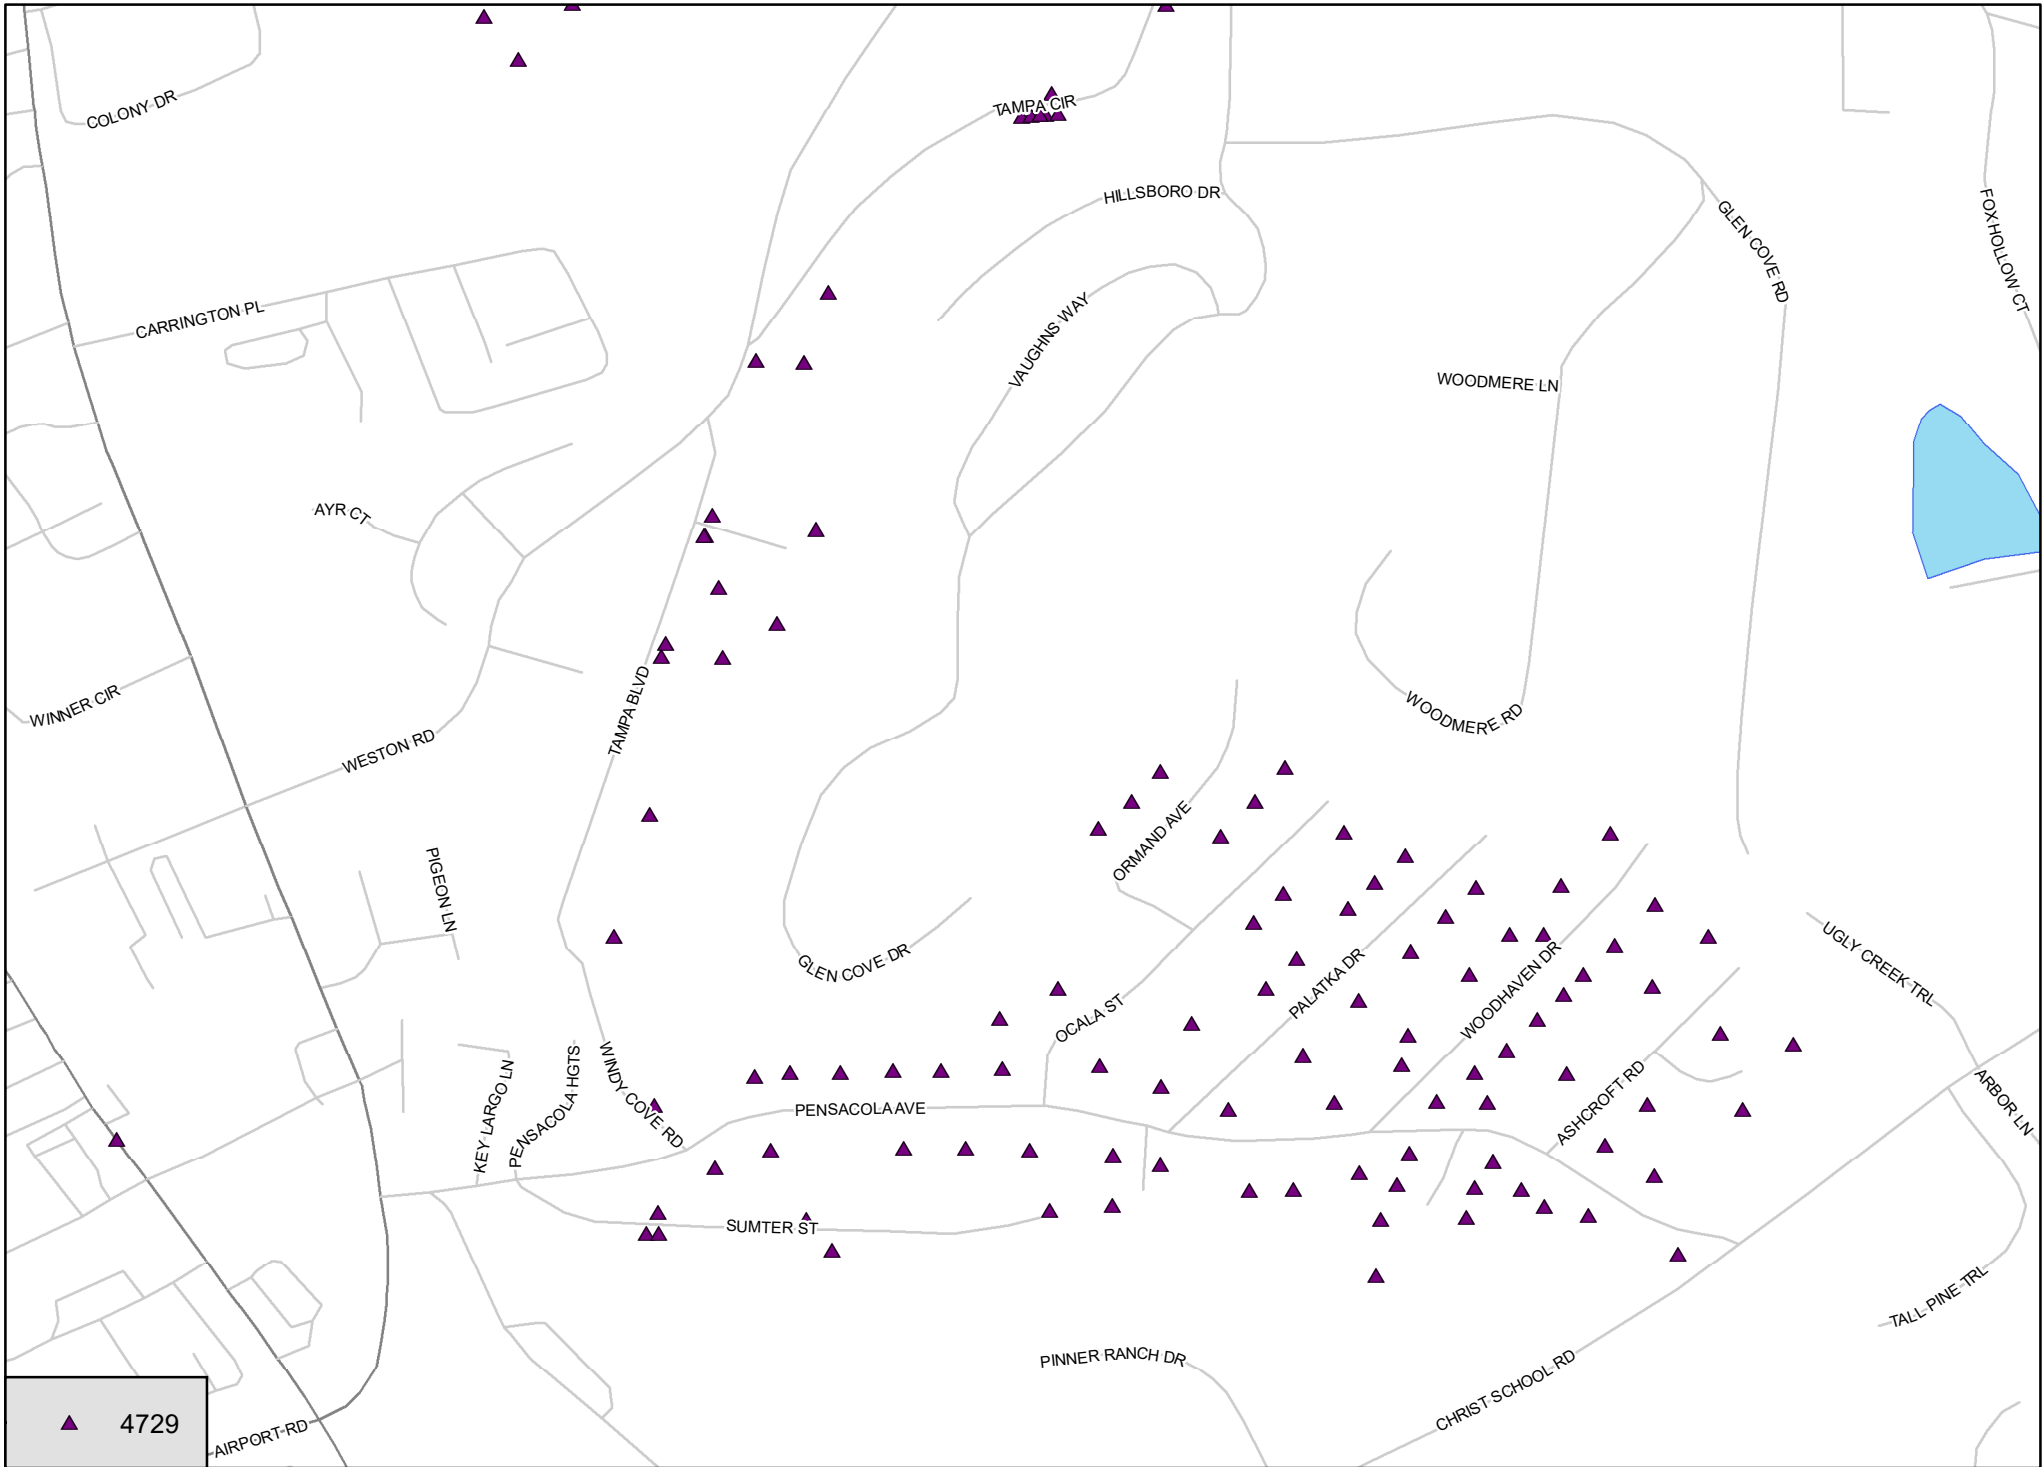 COLONY DR
TAMPA CIR
HILLSBORO DR
GLEN COVE RD
FOXHOLLOW CT
CARRINGTON PL
VAUGHNS WAY
WOODMERE LN
AYR CT
WINNER CIR
WESTON RD
TAMPA BLVD
WOODMERE RD
PIGEON LN
ORMAND AVE
GLEN COVE DR
OCALA ST
PALATKA DR
WOODHAVEN DR
UGLY CREEK TRL
KEY LARGO LN
PENSACOLA HGTS
WINDY COVE RD
PENSACOLA AVE
ASHCROFT RD
ARBOR LN
SUMTER ST
TALL PINE TRL
PINNER RANCH DR
CHRIST SCHOOL RD
4729
AIRPORT RD